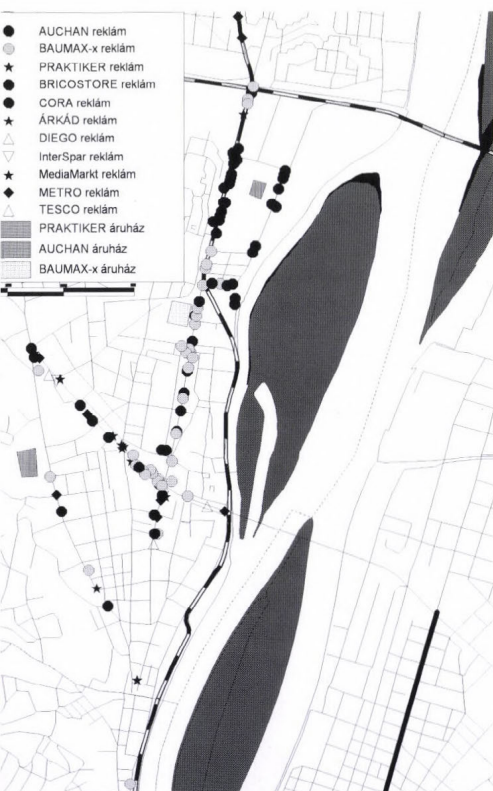 AUCHAN reklám
BAUMAX-x reklám
PRAKTIKER reklám
BRICOSTORE reklám
CORA reklám
ÁRKÁD reklám
DIEGO reklám
InterSpar reklám
MediaMarkt reklám
METRO reklám
TESCO reklám
PRAKTIKER áruház
AUCHAN áruház
BAUMAX-x áruház